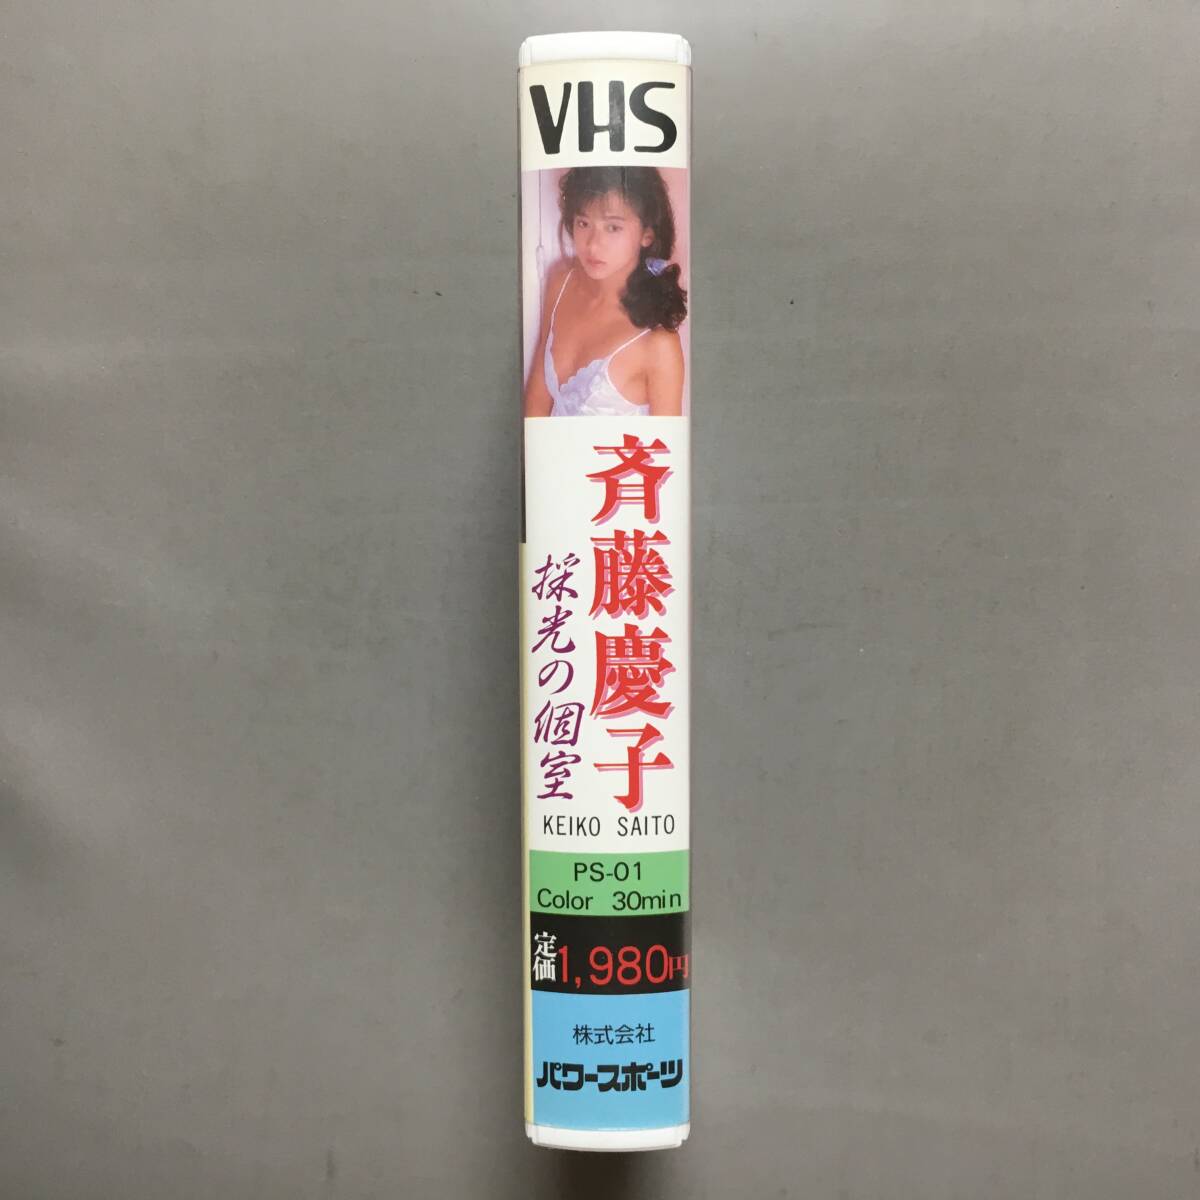 VHS
斉藤慶子
採光の個室
KEIKO SAITO
PS-01
Color 30min
定価1,980円
株式会社
パワースポーツ